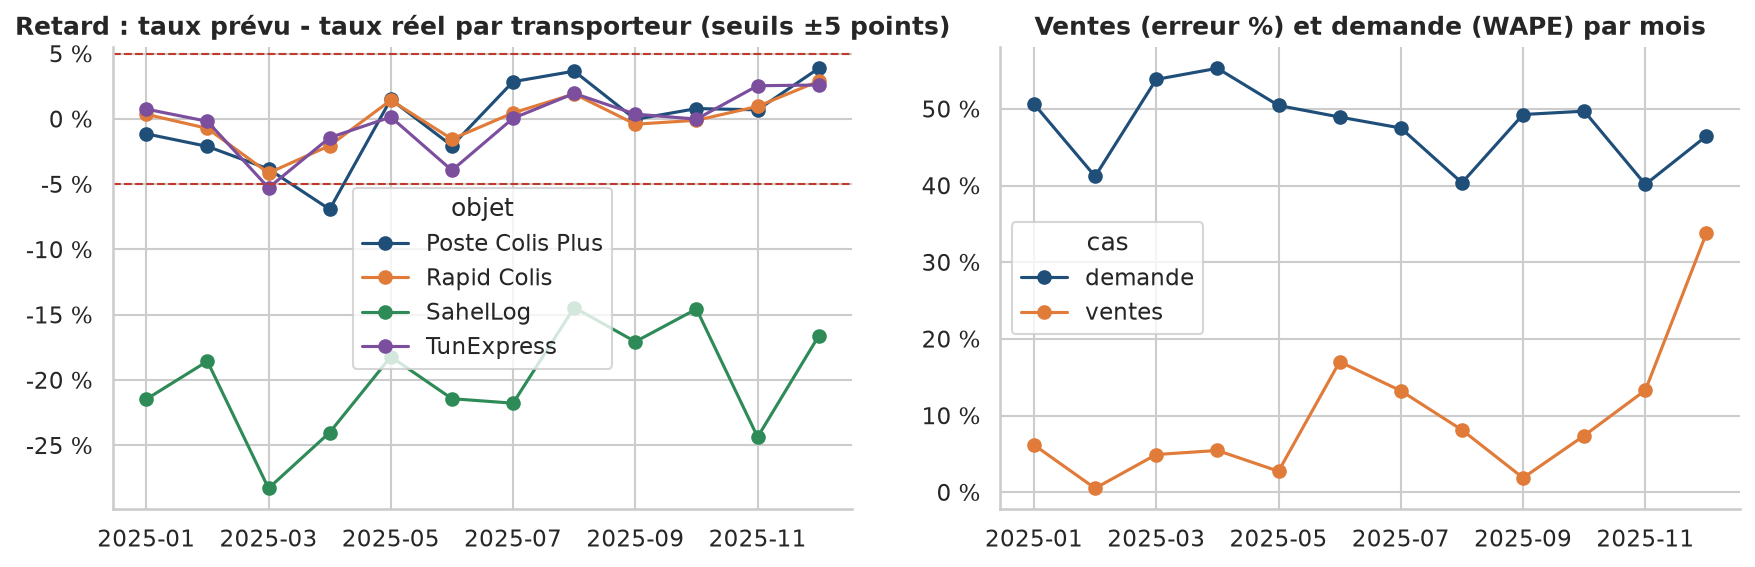 Retard : taux prévu - taux réel par transporteur (seuils ±5 points)
5 %
0 %
-5 %
-10 %
-15 %
-20 %
-25 %
objet
Poste Colis Plus
Rapid Colis
SahelLog
TunExpress
2025-01 2025-03 2025-05 2025-07 2025-09 2025-11
Ventes (erreur %) et demande (WAPE) par mois
50 %
40 %
30 %
20 %
10 %
0 %
cas
demande
ventes
2025-01 2025-03 2025-05 2025-07 2025-09 2025-11